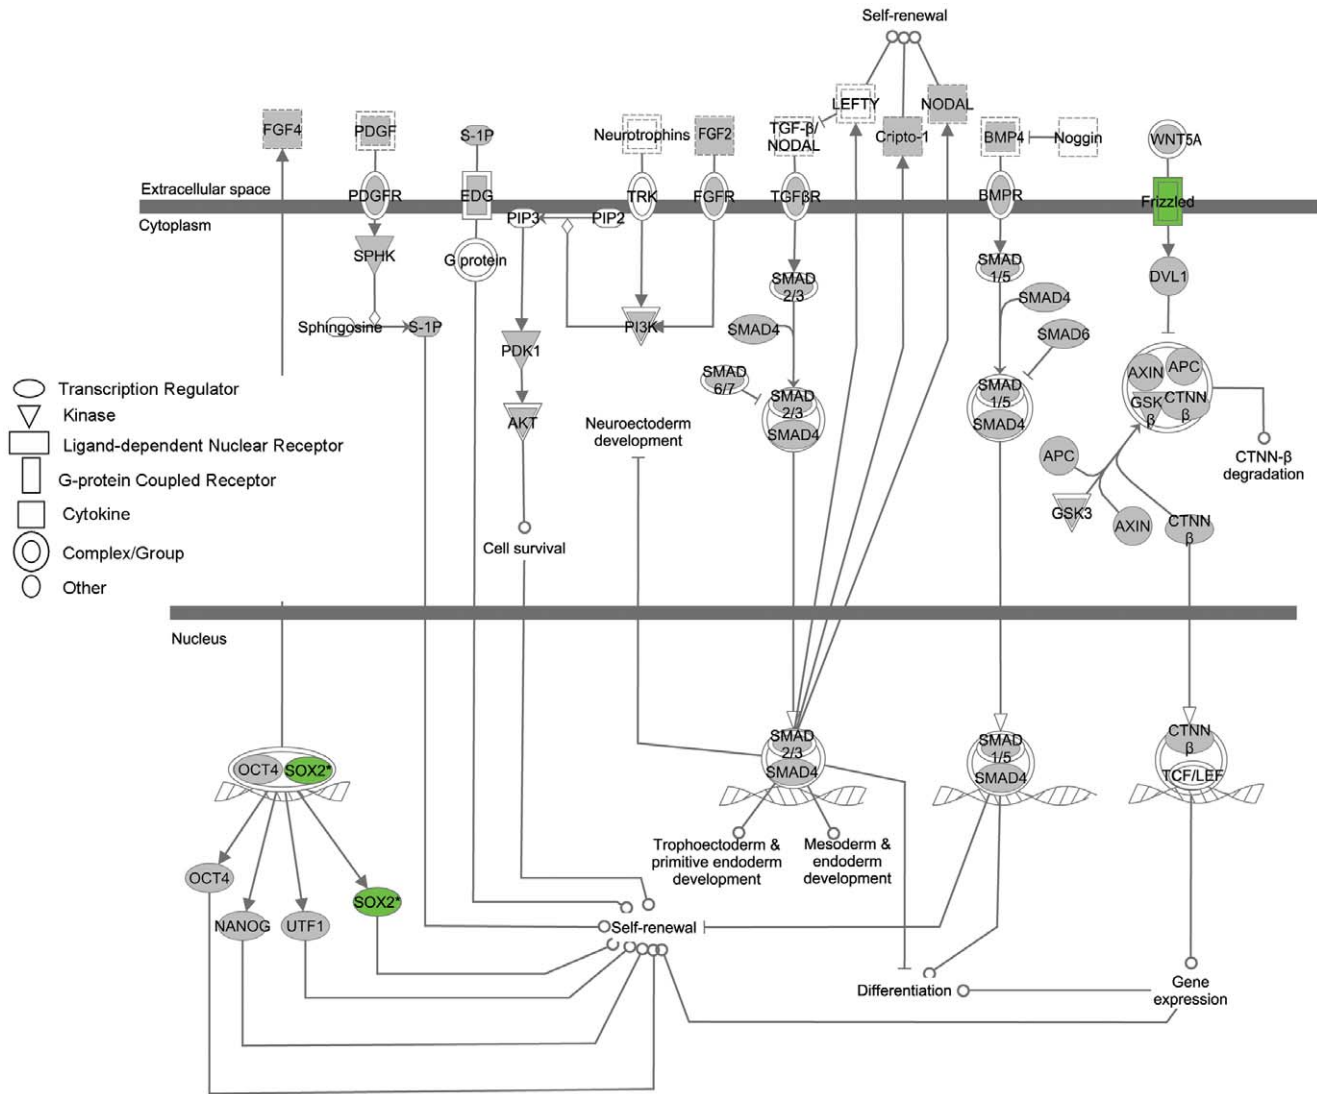 Self-renewal
FGF4
PDGF
S-1P
Neurotrophins
FGF2
TGF-β/
NODAL
LEFTY
Cripto-1
NODAL
BMP4
Noggin
WNT5A
Extracellular space
PDGFR
EDG
TRK
FGFR
TGFβR
BMPR
Frizzled
Cytoplasm
PIP3
PIP2
SPHK
G protein
SMAD
2/3
SMAD
1/5
DVL1
SMAD4
Sphingosine
S-1P
PI3K
SMAD4
SMAD6
PDK1
AXIN
APC
GSK
β
CTNN
β
Transcription Regulator
Kinase
Ligand-dependent Nuclear Receptor
G-protein Coupled Receptor
Cytokine
Complex/Group
Other
AKT
Neuroectoderm
development
SMAD
6/7
SMAD
2/3
SMAD4
SMAD
1/5
SMAD4
APC
CTNN-β
degradation
GSK3
AXIN
CTNN
β
Cell survival
Nucleus
OCT4
SOX2*
SMAD
2/3
SMAD4
SMAD
1/5
SMAD4
CTNN
β
TCF/LEF
Trophoectoderm &
primitive endoderm
development
Mesoderm &
endoderm
development
OCT4
NANOG
UTF1
SOX2*
Self-renewal
Differentiation
Gene
expression